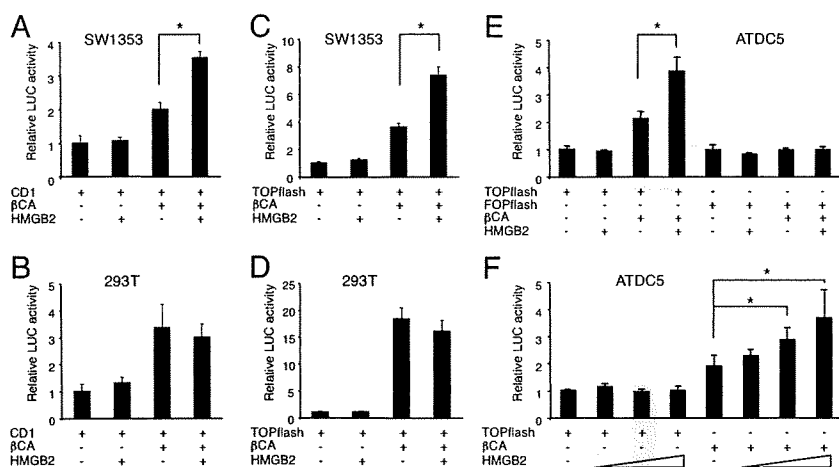 A
SW1353
Relative LUC activity
5
4
3
2
1
0
*
CD1 + + + +
βCA - - + +
HMGB2 - + - +
C
SW1353
Relative LUC activity
10
8
6
4
2
0
*
TOPflash + + + +
βCA - - + +
HMGB2 - + - +
E
ATDC5
Relative LUC activity
5
4
3
2
1
0
*
TOPflash + + + + - - - -
FOPflash - - - - + + + +
βCA - - + + - - + +
HMGB2 - + - + - + - +
B
293T
Relative LUC activity
5
4
3
2
1
0
CD1 + + + +
βCA - - + +
HMGB2 - + - +
D
293T
Relative LUC activity
25
20
15
10
5
0
TOPflash + + + +
βCA - - + +
HMGB2 - + - +
F
ATDC5
Relative LUC activity
5
4
3
2
1
0
*
*
TOPflash + + + + - - - -
βCA - - - - + + + +
HMGB2 - -